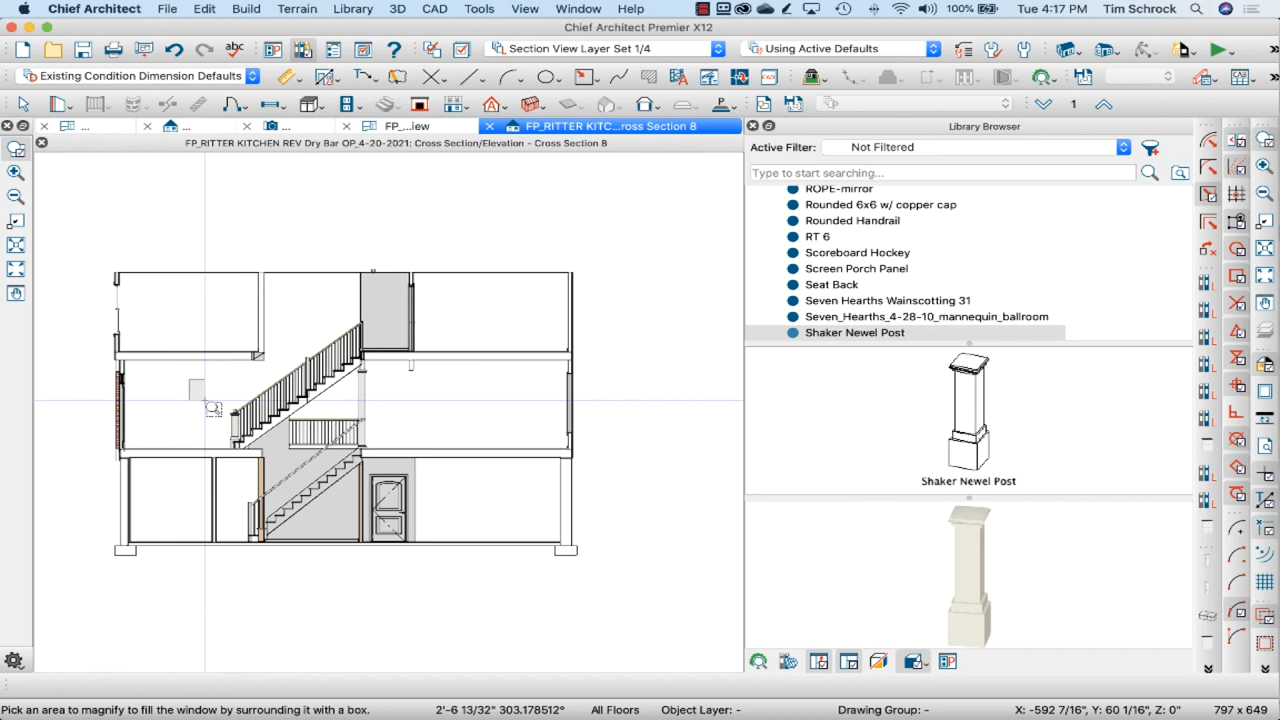 Chief Architect File Edit Build Terrain Library 3D CAD Tools View Window Help 100% Tue 4:17 PM Tim Schrock
Chief Architect Premier X12
abc ? Section View Layer Set 1/4 Using Active Defaults
Existing Condition Dimension Defaults
1
... ... ... FP_...iew FP_RITTER KITC...ross Section 8
Library Browser
FP_RITTER KITCHEN REV Dry Bar OP_4-20-2021: Cross Section/Elevation - Cross Section 8
Active Filter: Not Filtered
Type to start searching...
ROPE-mirror
Rounded 6x6 w/ copper cap
Rounded Handrail
RT 6
Scoreboard Hockey
Screen Porch Panel
Seat Back
Seven Hearths Wainscotting 31
Seven_Hearths_4-28-10_mannequin_ballroom
Shaker Newel Post
Shaker Newel Post
Pick an area to magnify to fill the window by surrounding it with a box. 2'-6 13/32" 303.178512° All Floors Object Layer: - Drawing Group: - X: -592 7/16", Y: 60 1/16", Z: 0" 797 x 649